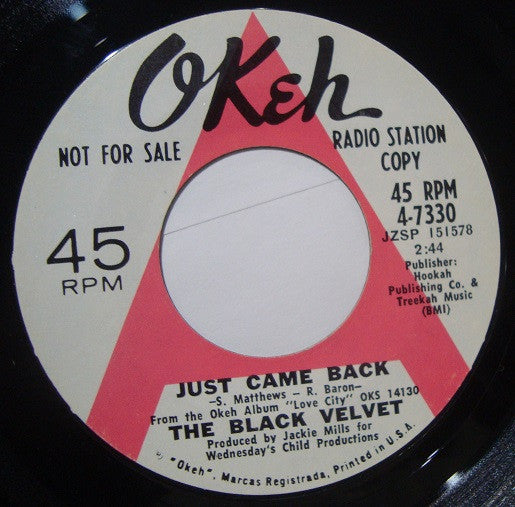 OKeh
NOT FOR SALE
RADIO STATION
COPY
45
RPM
45 RPM
4-7330
JZSP 151578
2:44
Publisher:
Hookah
Publishing Co. &
Treekah Music
(BMI)
JUST CAME BACK
—S. Matthews — R. Baron—
From the Okeh Album "Love City" OKS 14130
THE BLACK VELVET
Produced by Jackie Mills for
Wednesday's Child Productions
"Okeh", Marcas Registrada, Printed in U.S.A.